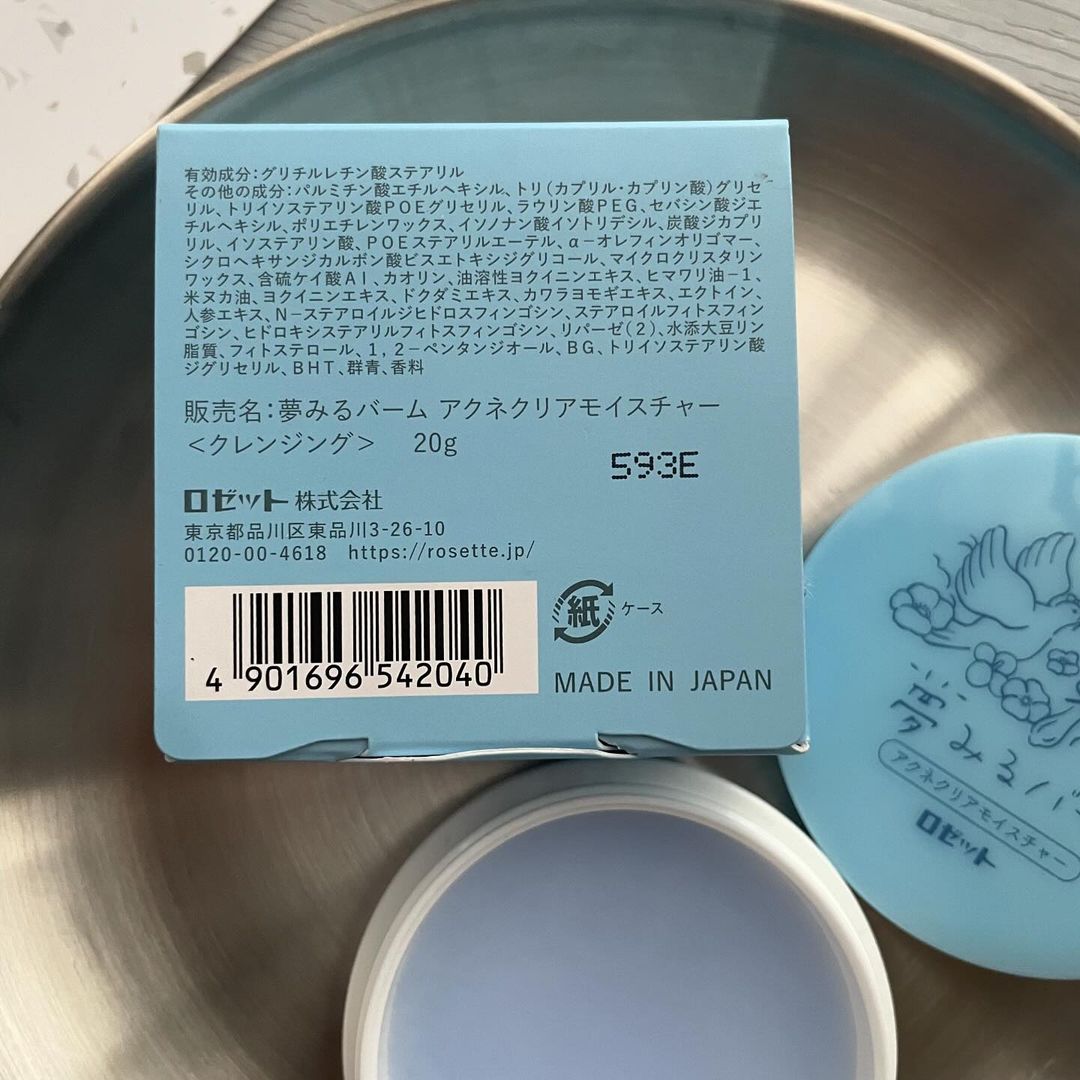 有効成分:グリチルレチン酸ステアリル
その他の成分:パルミチン酸エチルヘキシル、トリ(カプリル・カプリン酸)グリセ
リル、トリイソステアリン酸POEグリセリル、ラウリン酸PEG、セバシン酸ジエ
チルヘキシル、ポリエチレンワックス、イソノナン酸イソトリデシル、炭酸ジカプリ
リル、イソステアリン酸、POEステアリルエーテル、α-オレフィンオリゴマー、
シクロヘキサンジカルボン酸ビスエトキシジグリコール、マイクロクリスタリン
ワックス、含硫ケイ酸Al、カオリン、油溶性ヨクイニンエキス、ヒマワリ油-1、
米ヌカ油、ヨクイニンエキス、ドクダミエキス、カワラヨモギエキス、エクトイン、
人参エキス、N-ステアロイルジヒドロスフィンゴシン、ステアロイルフィトスフィン
ゴシン、ヒドロキシステアリルフィトスフィンゴシン、リパーゼ(2)、水添大豆リン
脂質、フィトステロール、1,2-ペンタンジオール、BG、トリイソステアリン酸
ジグリセリル、BHT、群青、香料
販売名:夢みるバーム アクネクリアモイスチャー
<クレンジング> 20g
593E
ロゼット株式会社
東京都品川区東品川3-26-10
0120-00-4618 https://rosette.jp/
紙 ケース
4 901696 542040
MADE IN JAPAN
夢みるバ
アクネクリアモイスチャー
ロゼット